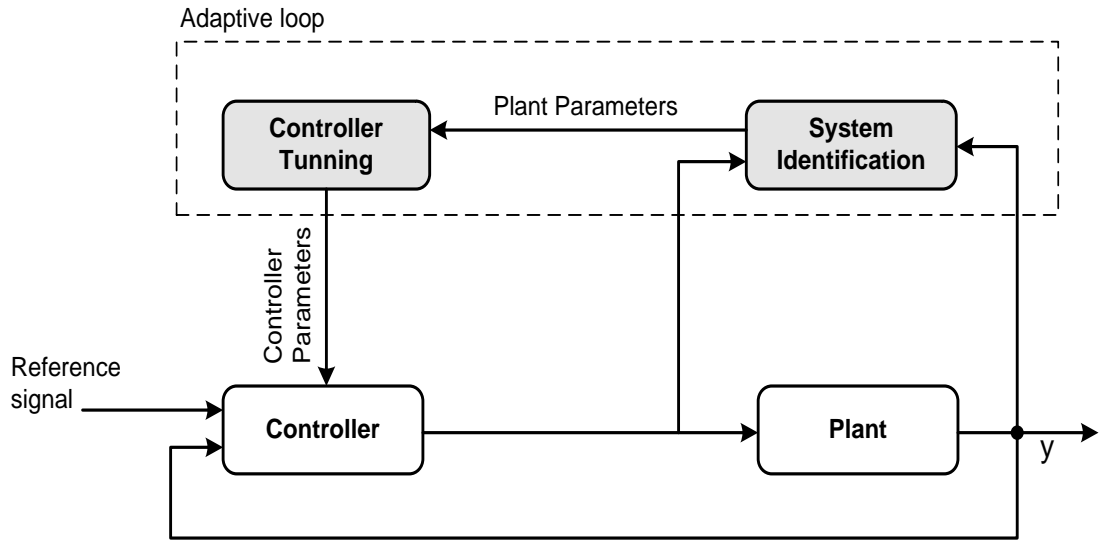 Adaptive loop
Controller
Tunning
Plant Parameters
System
Identification
Controller
Parameters
Reference
signal
Controller
Plant
y